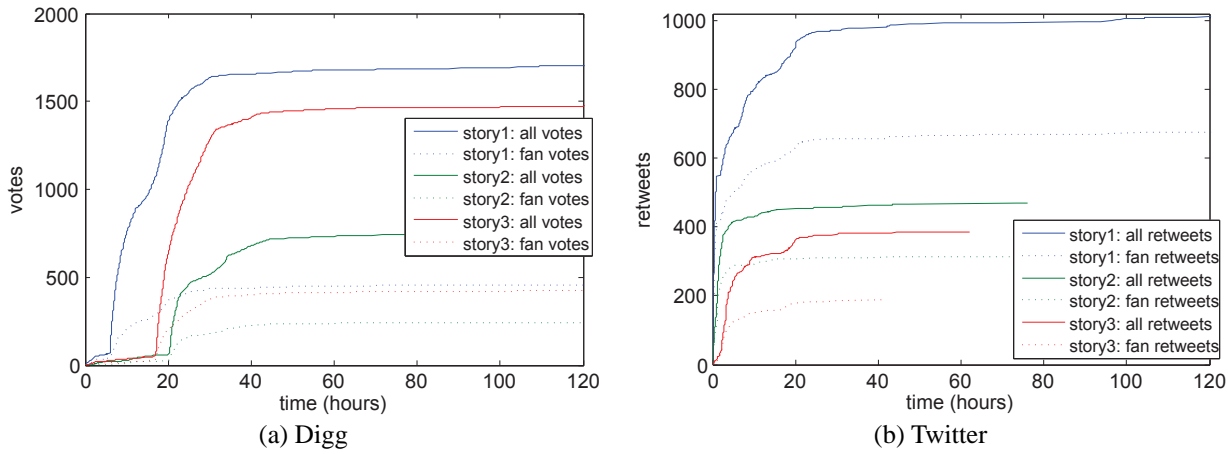 2000
1500
1000
500
0
votes
0 20 40 60 80 100 120
time (hours)
story1: all votes
story1: fan votes
story2: all votes
story2: fan votes
story3: all votes
story3: fan votes
(a) Digg
1000
800
600
400
200
0
retweets
0 20 40 60 80 100 120
time (hours)
story1: all retweets
story1: fan retweets
story2: all retweets
story2: fan retweets
story3: all retweets
story3: fan retweets
(b) Twitter